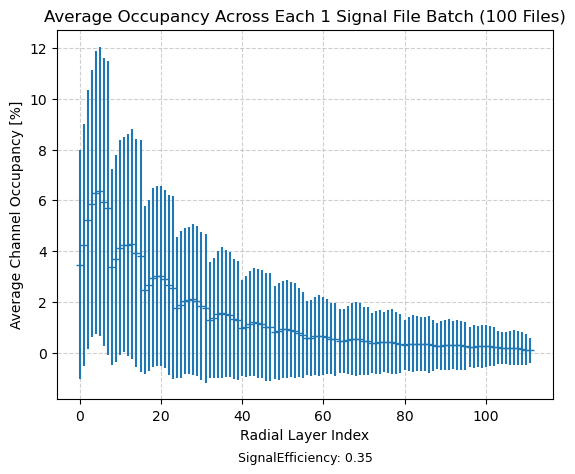 Average Occupancy Across Each 1 Signal File Batch (100 Files)
12
10
8
6
4
2
0
Average Channel Occupancy [%]
0 20 40 60 80 100
Radial Layer Index
SignalEfficiency: 0.35